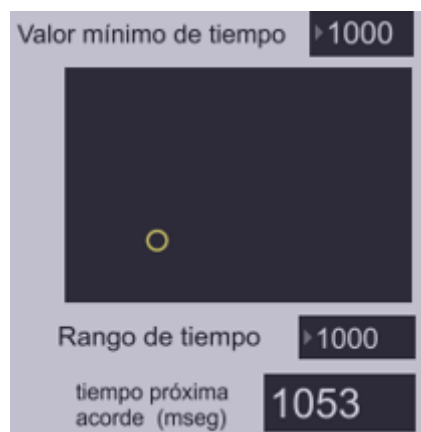 Valor mínimo de tiempo 1000
Rango de tiempo 1000
tiempo próxima
acorde (mseg) 1053